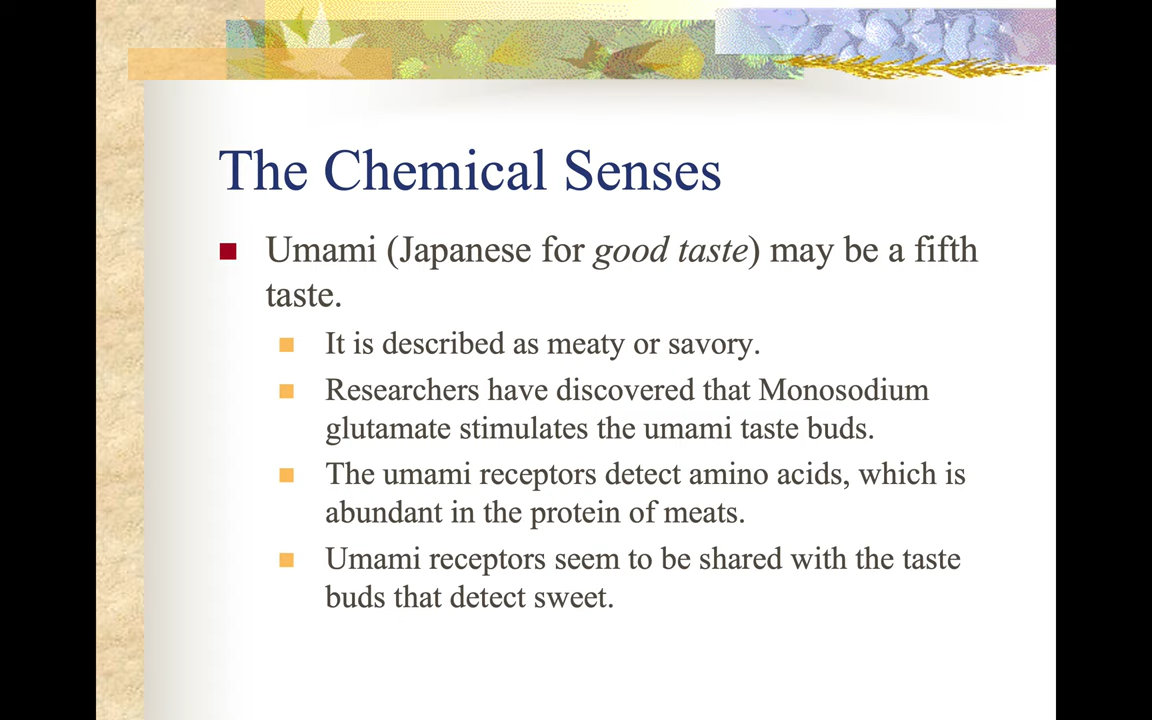 The Chemical Senses
Umami (Japanese for good taste) may be a fifth
taste.
It is described as meaty or savory.
Researchers have discovered that Monosodium
glutamate stimulates the umami taste buds.
The umami receptors detect amino acids, which is
abundant in the protein of meats.
Umami receptors seem to be shared with the taste
buds that detect sweet.